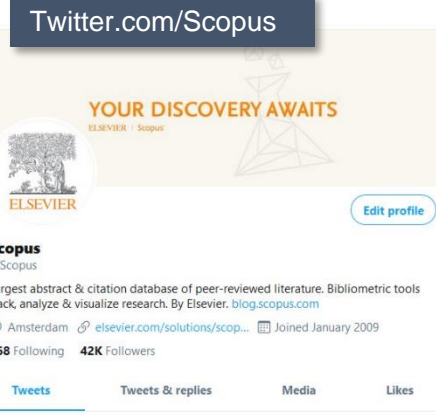 Twitter.com/Scopus
YOUR DISCOVERY AWAITS
ELSEVIER | Scopus
ELSEVIER
Edit profile
copus
Scopus
rgest abstract & citation database of peer-reviewed literature. Bibliometric tools
ack, analyze & visualize research. By Elsevier. blog.scopus.com
Amsterdam elsevier.com/solutions/scop... Joined January 2009
68 Following 42K Followers
Tweets Tweets & replies Media Likes